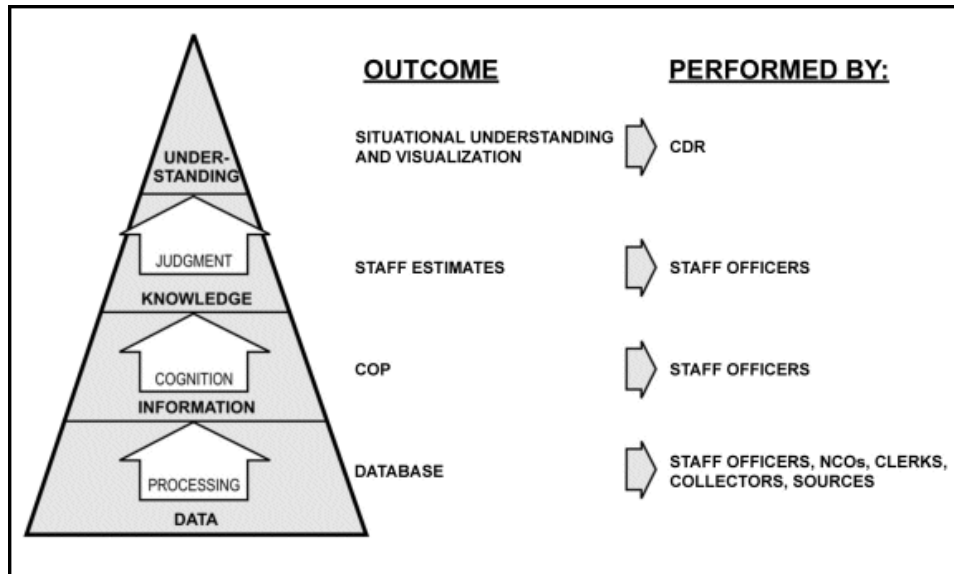 OUTCOME
PERFORMED BY:
UNDER-
STANDING
SITUATIONAL UNDERSTANDING
AND VISUALIZATION
CDR
JUDGMENT
KNOWLEDGE
STAFF ESTIMATES
STAFF OFFICERS
COGNITION
INFORMATION
COP
STAFF OFFICERS
PROCESSING
DATA
DATABASE
STAFF OFFICERS, NCOs, CLERKS,
COLLECTORS, SOURCES